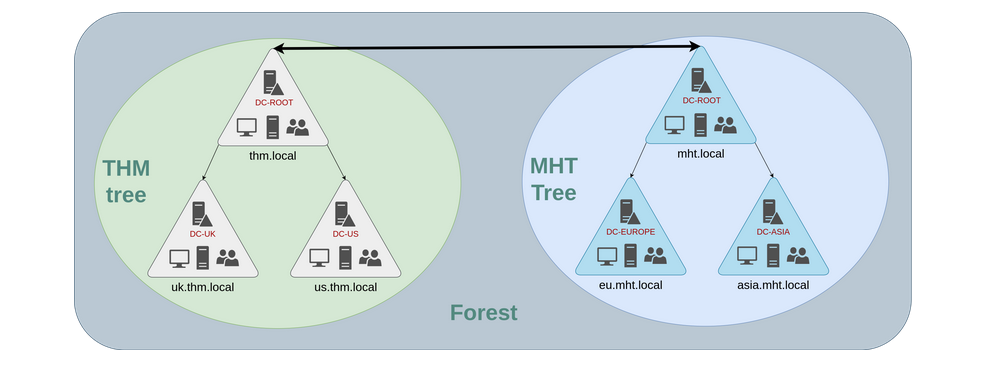 DC-ROOT
thm.local
THM
tree
DC-UK
uk.thm.local
DC-US
us.thm.local
DC-ROOT
mht.local
MHT
Tree
DC-EUROPE
eu.mht.local
DC-ASIA
asia.mht.local
Forest